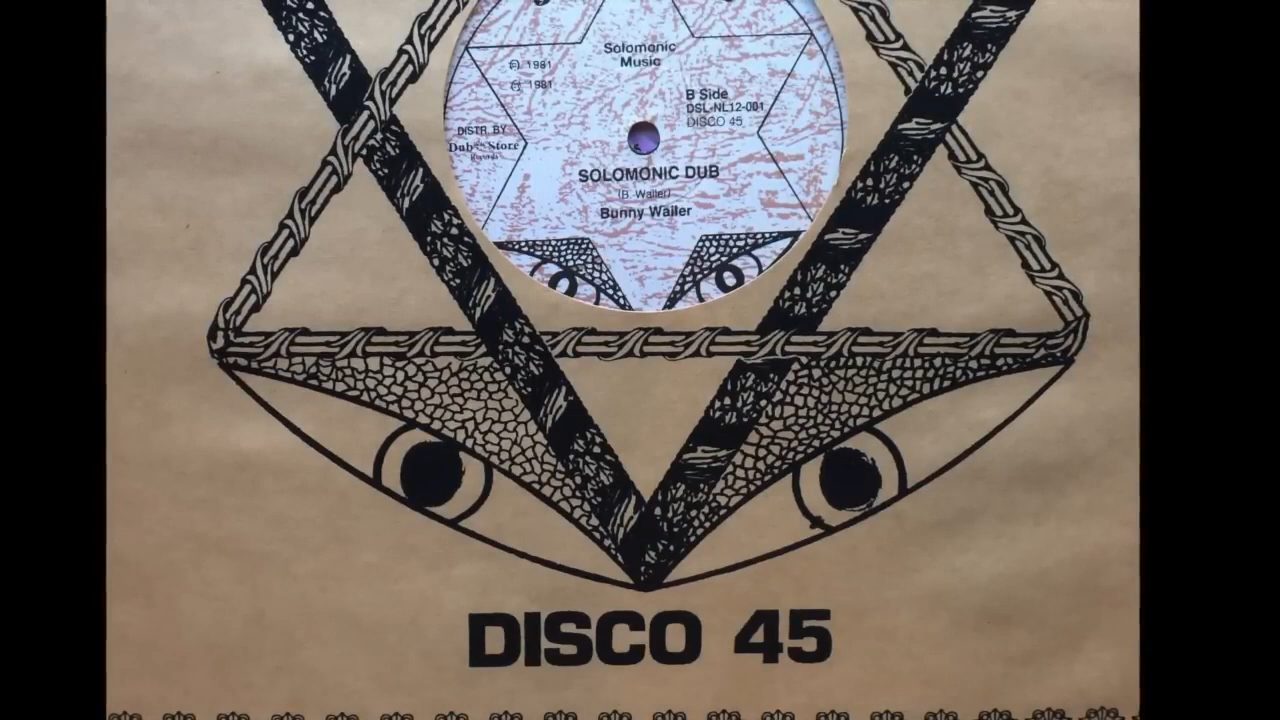 Solomonic
Music
℗ 1981
© 1981
B Side
DSL-NL12-001
DISCO 45
DISTR. BY
Dub Store
Records
SOLOMONIC DUB
(B. Wailer)
Bunny Wailer
DISCO 45